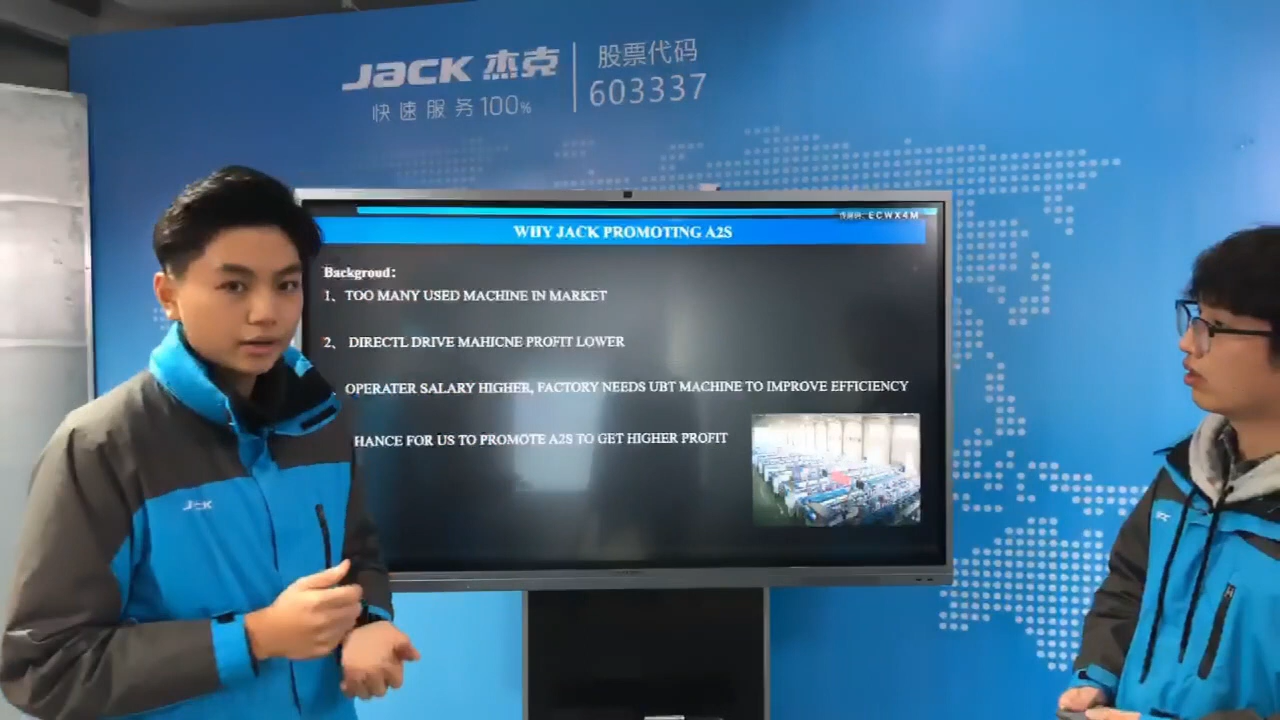 JACK 杰克
快速服务100%
股票代码
603337
ECWX4M
WHY JACK PROMOTING A2S
Backgroud：
1、TOO MANY USED MACHINE IN MARKET
2、 DIRECTL DRIVE MAHICNE PROFIT LOWER
OPERATER SALARY HIGHER, FACTORY NEEDS UBT MACHINE TO IMPROVE EFFICIENCY
HANCE FOR US TO PROMOTE A2S TO GET HIGHER PROFIT
JACK